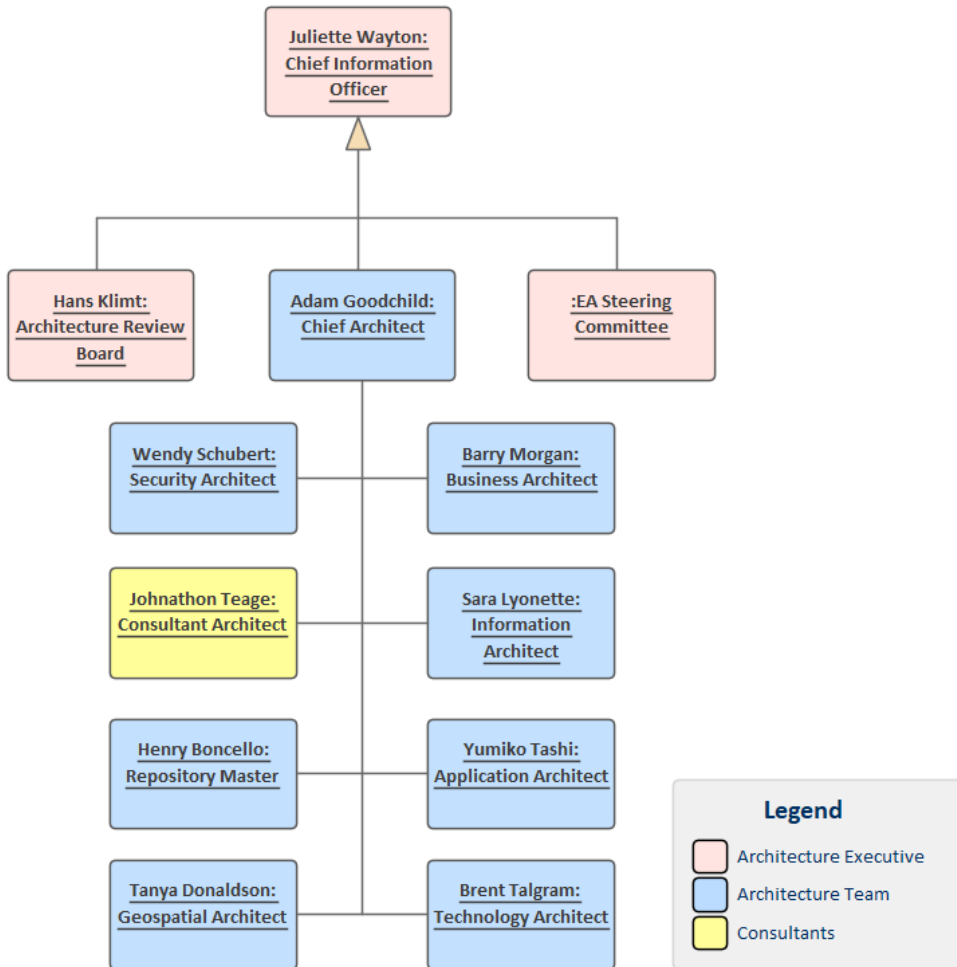 Juliette Wayton:
Chief Information
Officer
Hans Klimt:
Architecture Review
Board
Adam Goodchild:
Chief Architect
:EA Steering
Committee
Wendy Schubert:
Security Architect
Barry Morgan:
Business Architect
Johnathon Teage:
Consultant Architect
Sara Lyonette:
Information
Architect
Henry Boncello:
Repository Master
Yumiko Tashi:
Application Architect
Tanya Donaldson:
Geospatial Architect
Brent Talgram:
Technology Architect
Legend
Architecture Executive
Architecture Team
Consultants